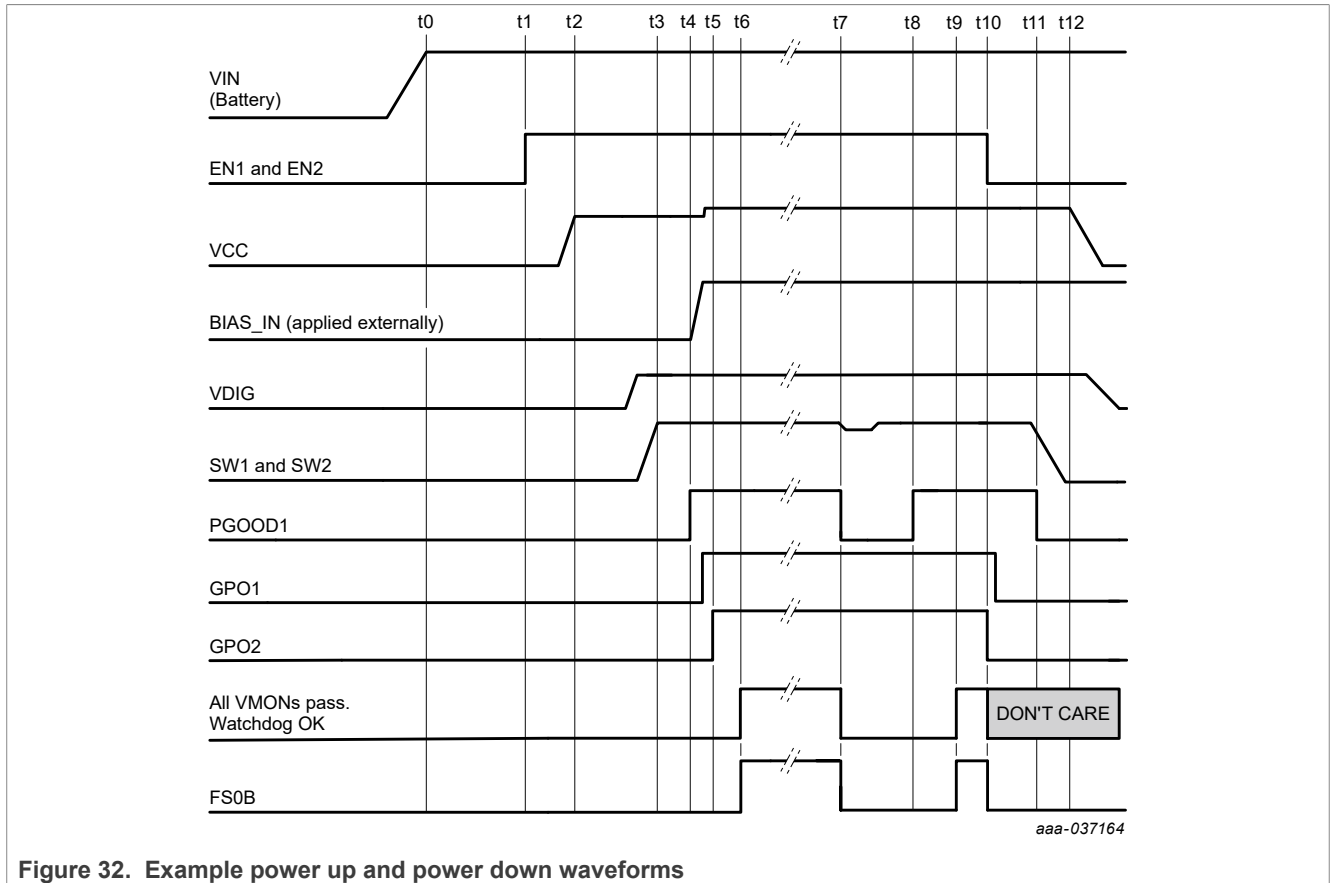 t0 t1 t2 t3 t4 t5 t6 t7 t8 t9 t10 t11 t12
VIN
(Battery)
EN1 and EN2
VCC
BIAS_IN (applied externally)
VDIG
SW1 and SW2
PGOOD1
GPO1
GPO2
All VMONs pass.
Watchdog OK
DON'T CARE
FS0B
aaa-037164
Figure 32. Example power up and power down waveforms